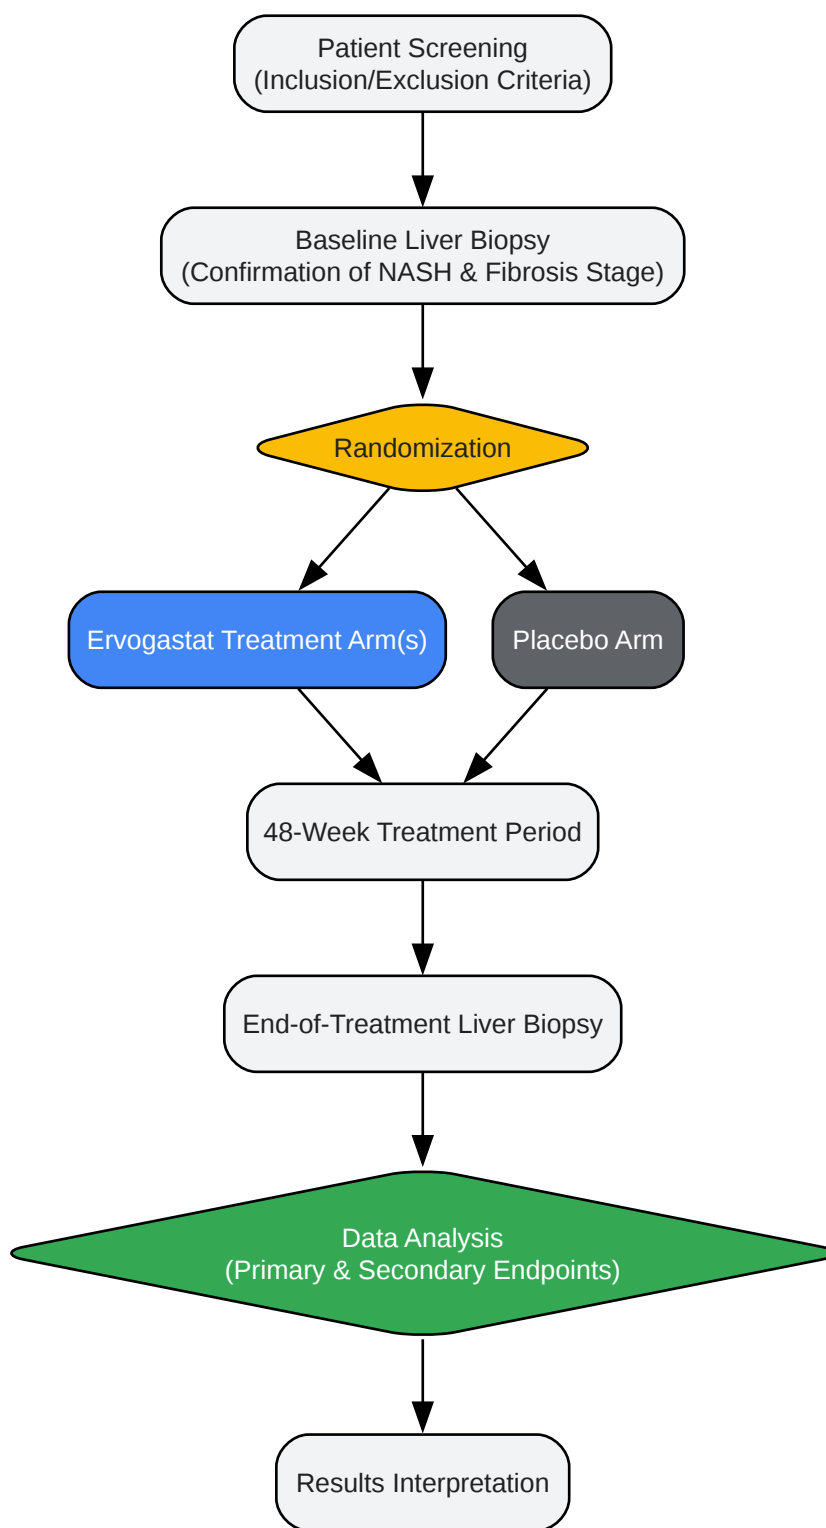 Patient Screening
(Inclusion/Exclusion Criteria)
Baseline Liver Biopsy
(Confirmation of NASH & Fibrosis Stage)
Randomization
Ervogastat Treatment Arm(s)
Placebo Arm
48-Week Treatment Period
End-of-Treatment Liver Biopsy
Data Analysis
(Primary & Secondary Endpoints)
Results Interpretation